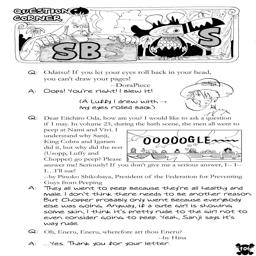 QUESTION
CORNER
SBS
Q: Odatsu! If you let your eyes roll back in your head,
you can't draw your pages!
--DoraPiece
A: Oops! You're right! I blew it!
(A Luffy I drew with →
my eyes rolled back)
Q: Dear Eiichiro Oda, how are you? I would like to ask a question
if I may. In volume 23, during the bath scene, the men all went to
peep at Nami and Vivi. I
understand why Sanji,
King Cobra and Igaram
did it, but why did the rest
(Usopp, Luffy and
Chopper) go peep? Please
OOOOOGLE
answer me! Seriously! If you don't give me a serious answer, I-- I--
I...I'll sue!
--by Pinoko Shikobaya, President of the Federation for Preventing
Guys from Peeping
A: They all went to peep because they're all healthy and
male. I don't think there needs to be another reason.
But Chopper probably only went because everybody
else was going. Anyway, if a cute girl is showing
some skin, I think it's pretty rude to the girl not to
even consider going to peep. Yeah, Sanji says it's
way rude.
Q: Oh, Eneru, Eneru, wherefore art thou Eneru?
--by Hina
A: ...Yes. Thank you for your letter.